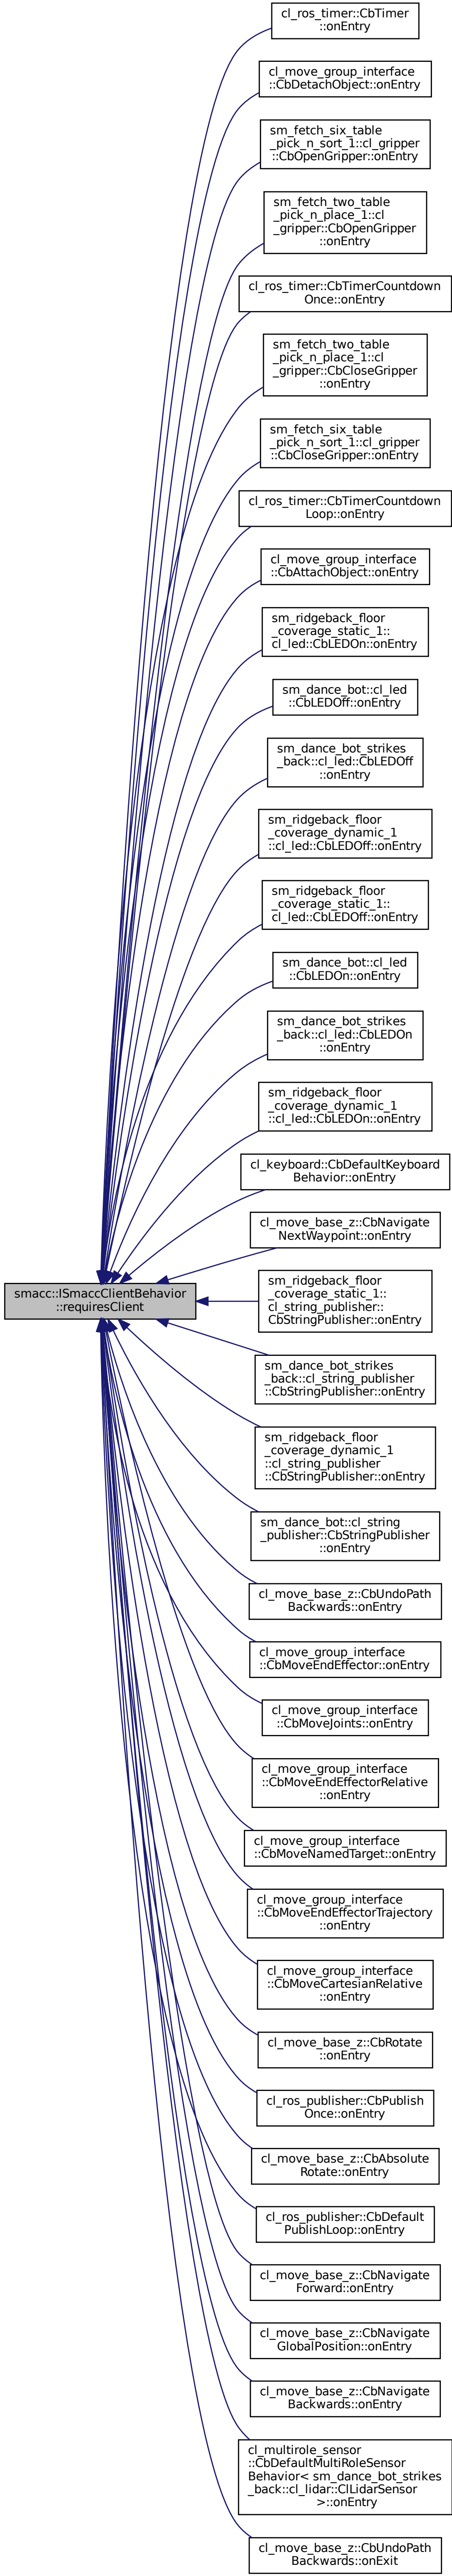 cl_ros_timer::CbTimer
::onEntry
cl_move_group_interface
::CbDetachObject::onEntry
sm_fetch_six_table
_pick_n_sort_1::cl_gripper
::CbOpenGripper::onEntry
sm_fetch_two_table
_pick_n_place_1::cl
_gripper::CbOpenGripper
::onEntry
cl_ros_timer::CbTimerCountdown
Once::onEntry
sm_fetch_two_table
_pick_n_place_1::cl
_gripper::CbCloseGripper
::onEntry
sm_fetch_six_table
_pick_n_sort_1::cl_gripper
::CbCloseGripper::onEntry
cl_ros_timer::CbTimerCountdown
Loop::onEntry
cl_move_group_interface
::CbAttachObject::onEntry
sm_ridgeback_floor
_coverage_static_1::
cl_led::CbLEDOn::onEntry
sm_dance_bot::cl_led
::CbLEDOff::onEntry
sm_dance_bot_strikes
_back::cl_led::CbLEDOff
::onEntry
sm_ridgeback_floor
_coverage_dynamic_1
::cl_led::CbLEDOff::onEntry
sm_ridgeback_floor
_coverage_static_1::
cl_led::CbLEDOff::onEntry
sm_dance_bot::cl_led
::CbLEDOn::onEntry
sm_dance_bot_strikes
_back::cl_led::CbLEDOn
::onEntry
sm_ridgeback_floor
_coverage_dynamic_1
::cl_led::CbLEDOn::onEntry
cl_keyboard::CbDefaultKeyboard
Behavior::onEntry
cl_move_base_z::CbNavigate
NextWaypoint::onEntry
smacc::ISmaccClientBehavior
::requiresClient
sm_ridgeback_floor
_coverage_static_1::
cl_string_publisher::
CbStringPublisher::onEntry
sm_dance_bot_strikes
_back::cl_string_publisher
::CbStringPublisher::onEntry
sm_ridgeback_floor
_coverage_dynamic_1
::cl_string_publisher
::CbStringPublisher::onEntry
sm_dance_bot::cl_string
_publisher::CbStringPublisher
::onEntry
cl_move_base_z::CbUndoPath
Backwards::onEntry
cl_move_group_interface
::CbMoveEndEffector::onEntry
cl_move_group_interface
::CbMoveJoints::onEntry
cl_move_group_interface
::CbMoveEndEffectorRelative
::onEntry
cl_move_group_interface
::CbMoveNamedTarget::onEntry
cl_move_group_interface
::CbMoveEndEffectorTrajectory
::onEntry
cl_move_group_interface
::CbMoveCartesianRelative
::onEntry
cl_move_base_z::CbRotate
::onEntry
cl_ros_publisher::CbPublish
Once::onEntry
cl_move_base_z::CbAbsolute
Rotate::onEntry
cl_ros_publisher::CbDefault
PublishLoop::onEntry
cl_move_base_z::CbNavigate
Forward::onEntry
cl_move_base_z::CbNavigate
GlobalPosition::onEntry
cl_move_base_z::CbNavigate
Backwards::onEntry
cl_multirole_sensor
::CbDefaultMultiRoleSensor
Behavior< sm_dance_bot_strikes
_back::cl_lidar::ClLidarSensor
>::onEntry
cl_move_base_z::CbUndoPath
Backwards::onExit